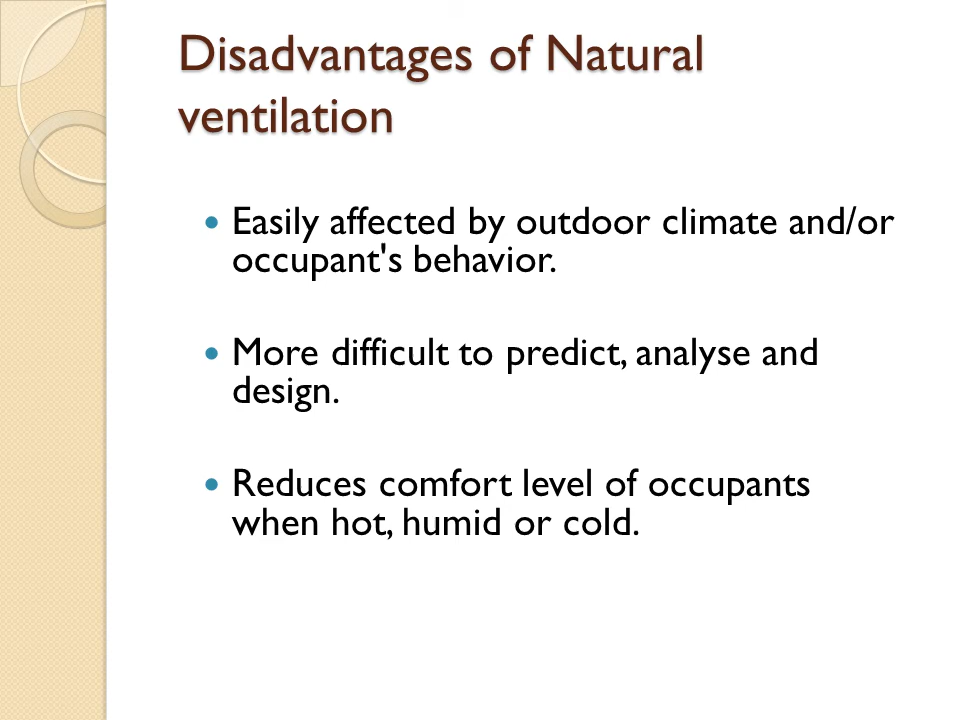 Disadvantages of Natural
ventilation
• Easily affected by outdoor climate and/or
occupant's behavior.
• More difficult to predict, analyse and
design.
• Reduces comfort level of occupants
when hot, humid or cold.